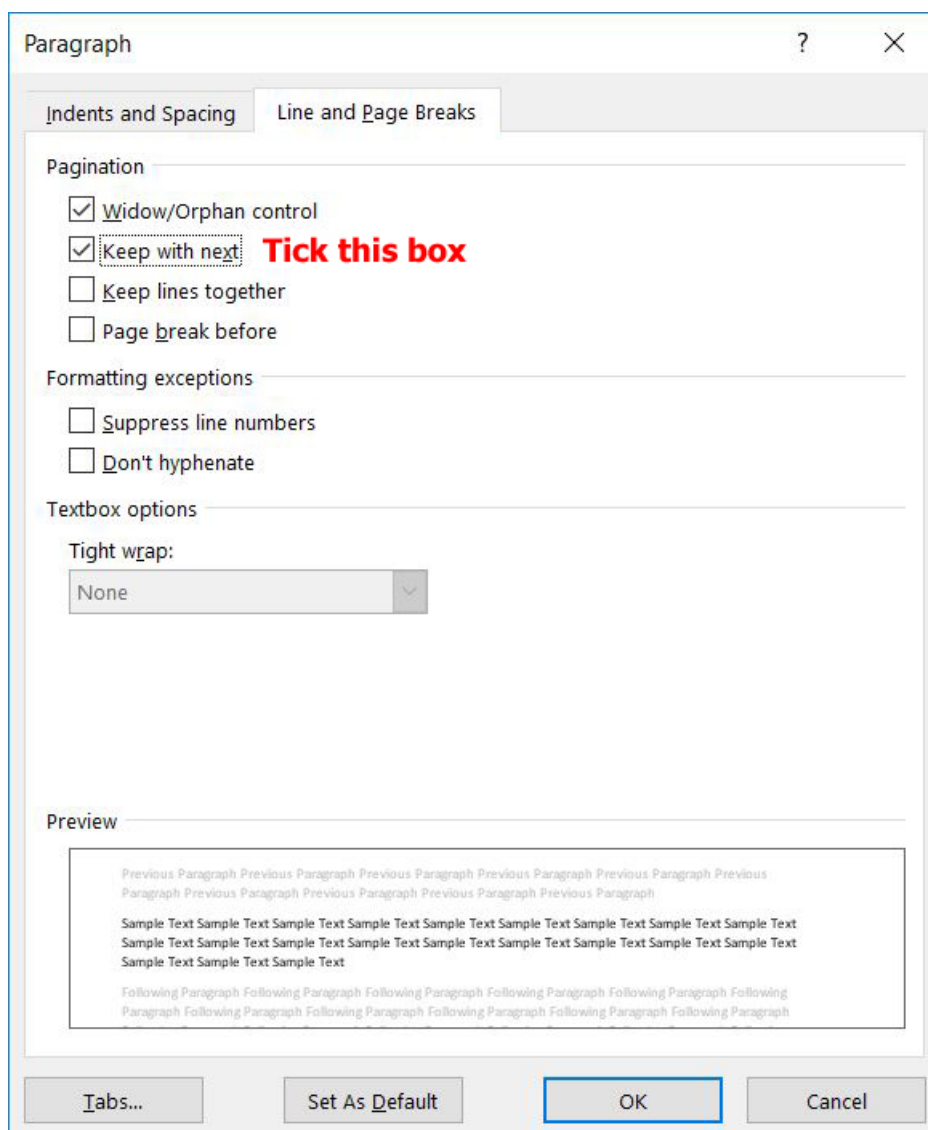 Paragraph ?
Indents and Spacing Line and Page Breaks
Pagination
Widow/Orphan control
Keep with next Tick this box
Keep lines together
Page break before
Formatting exceptions
Suppress line numbers
Don't hyphenate
Textbox options
Tight wrap:
None
Preview
Previous Paragraph Previous Paragraph Previous Paragraph Previous Paragraph Previous Paragraph Previous
Paragraph Previous Paragraph Previous Paragraph Previous Paragraph Previous Paragraph
Sample Text Sample Text Sample Text Sample Text Sample Text Sample Text Sample Text Sample Text Sample Text
Sample Text Sample Text Sample Text Sample Text Sample Text Sample Text Sample Text Sample Text Sample Text
Sample Text Sample Text Sample Text
Following Paragraph Following Paragraph Following Paragraph Following Paragraph Following Paragraph Following
Paragraph Following Paragraph Following Paragraph Following Paragraph Following Paragraph Following Paragraph
Tabs... Set As Default OK Cancel